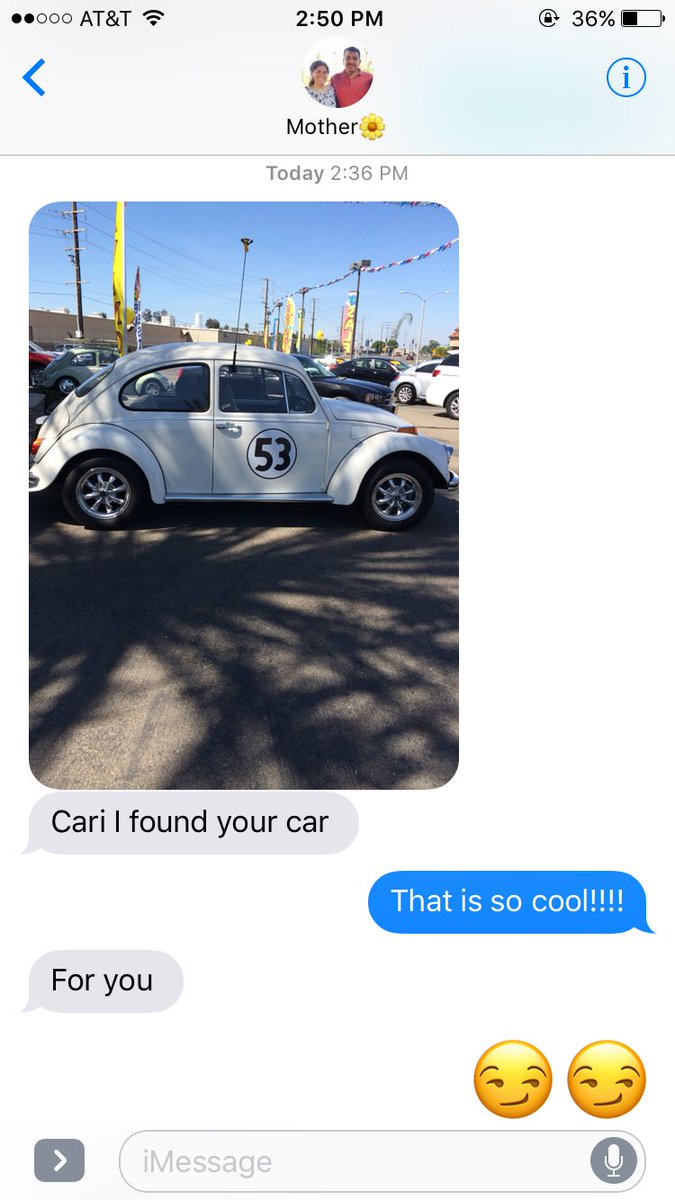 AT&T 2:50 PM 36%
Mother🌼
Today 2:36 PM
53
Cari I found your car
That is so cool!!!!
For you
😏😏
iMessage